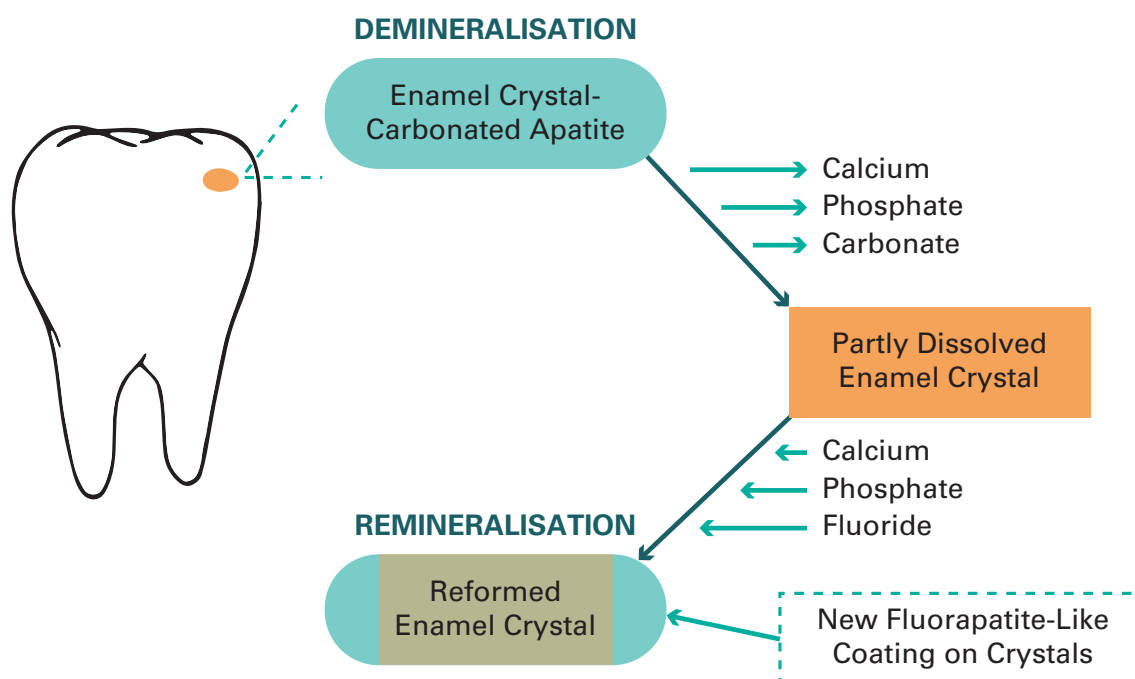 DEMINERALISATION
Enamel Crystal-
Carbonated Apatite
Calcium
Phosphate
Carbonate
Partly Dissolved
Enamel Crystal
Calcium
Phosphate
Fluoride
REMINERALISATION
Reformed
Enamel Crystal
New Fluorapatite-Like
Coating on Crystals